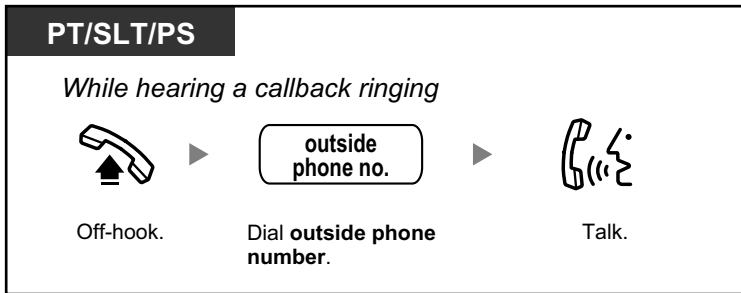 PT/SLT/PS
While hearing a callback ringing
outside
phone no.
Off-hook.
Dial outside phone
number.
Talk.